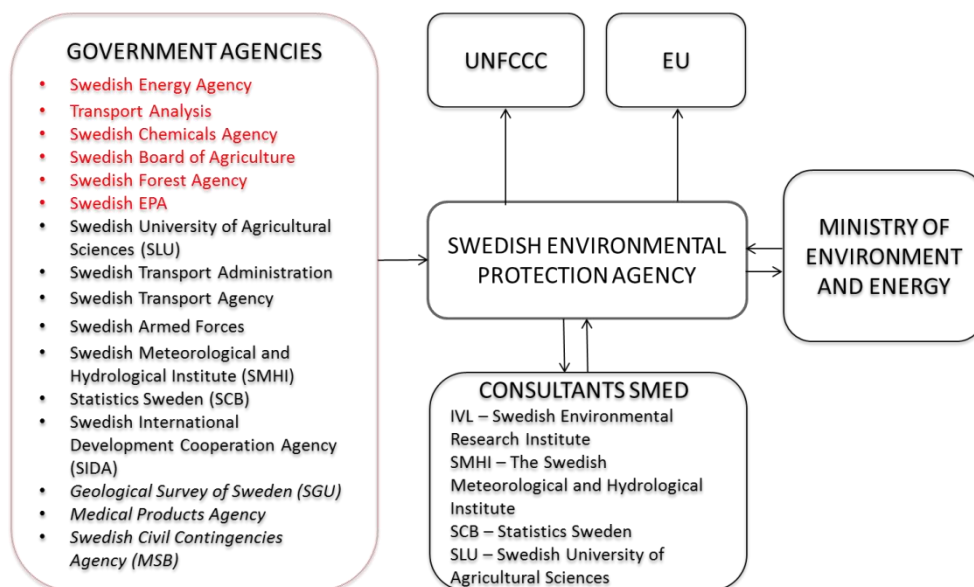 GOVERNMENT AGENCIES
• Swedish Energy Agency
• Transport Analysis
• Swedish Chemicals Agency
• Swedish Board of Agriculture
• Swedish Forest Agency
• Swedish EPA
• Swedish University of Agricultural
Sciences (SLU)
• Swedish Transport Administration
• Swedish Transport Agency
• Swedish Armed Forces
• Swedish Meteorological and
Hydrological Institute (SMHI)
• Statistics Sweden (SCB)
• Swedish International
Development Cooperation Agency
(SIDA)
• Geological Survey of Sweden (SGU)
• Medical Products Agency
• Swedish Civil Contingencies
Agency (MSB)
UNFCCC
EU
SWEDISH ENVIRONMENTAL
PROTECTION AGENCY
MINISTRY OF
ENVIRONMENT
AND ENERGY
CONSULTANTS SMED
IVL – Swedish Environmental
Research Institute
SMHI – The Swedish
Meteorological and Hydrological
Institute
SCB – Statistics Sweden
SLU – Swedish University of
Agricultural Sciences